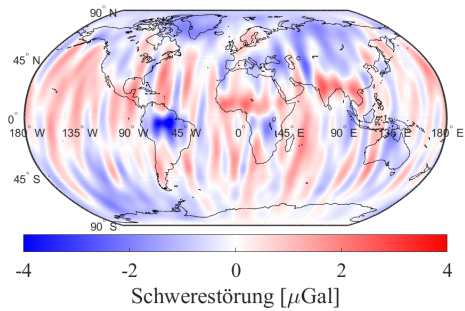 90° N
45° N
0°
180° W 135° W 90° W 45° W 0° 45° E 90° E 135° E 180° E
45° S
90° S
-4 -2 0 2 4
Schwerestörung [μGal]